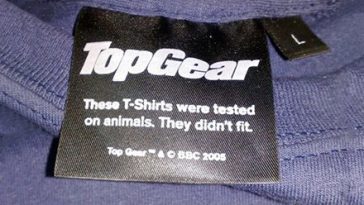 TopGear
These T-Shirts were tested
on animals. They didn't fit.
Top Gear ™ & © BBC 2005
L